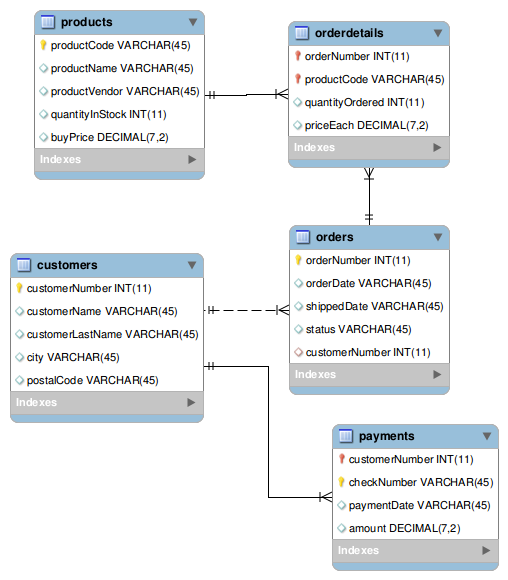 products
productCode VARCHAR(45)
productName VARCHAR(45)
productVendor VARCHAR(45)
quantityInStock INT(11)
buyPrice DECIMAL(7,2)
Indexes
orderdetails
orderNumber INT(11)
productCode VARCHAR(45)
quantityOrdered INT(11)
priceEach DECIMAL(7,2)
Indexes
customers
customerNumber INT(11)
customerName VARCHAR(45)
customerLastName VARCHAR(45)
city VARCHAR(45)
postalCode VARCHAR(45)
Indexes
orders
orderNumber INT(11)
orderDate VARCHAR(45)
shippedDate VARCHAR(45)
status VARCHAR(45)
customerNumber INT(11)
Indexes
payments
customerNumber INT(11)
checkNumber VARCHAR(45)
paymentDate VARCHAR(45)
amount DECIMAL(7,2)
Indexes